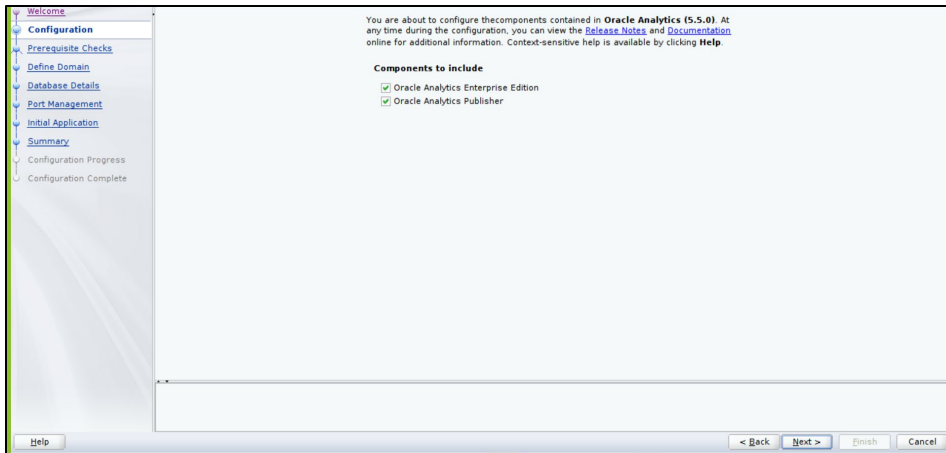 Welcome
Configuration
Prerequisite Checks
Define Domain
Database Details
Port Management
Initial Application
Summary
Configuration Progress
Configuration Complete
You are about to configure thecomponents contained in Oracle Analytics (5.5.0). At
any time during the configuration, you can view the Release Notes and Documentation
online for additional information. Context-sensitive help is available by clicking Help.
Components to include
Oracle Analytics Enterprise Edition
Oracle Analytics Publisher
Help
< Back
Next >
Finish
Cancel